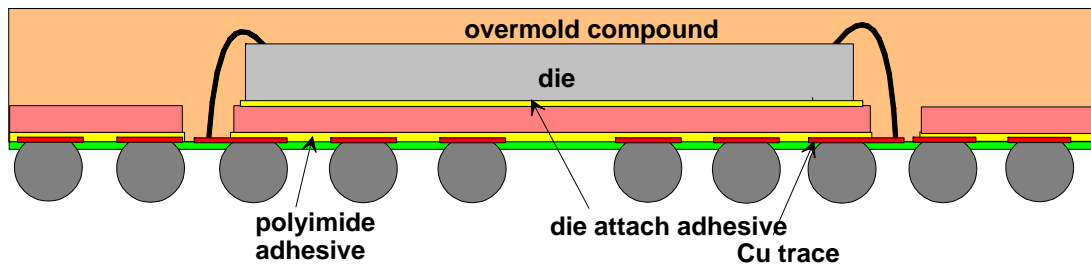 overmold compound
die
polyimide
adhesive
die attach adhesive
Cu trace